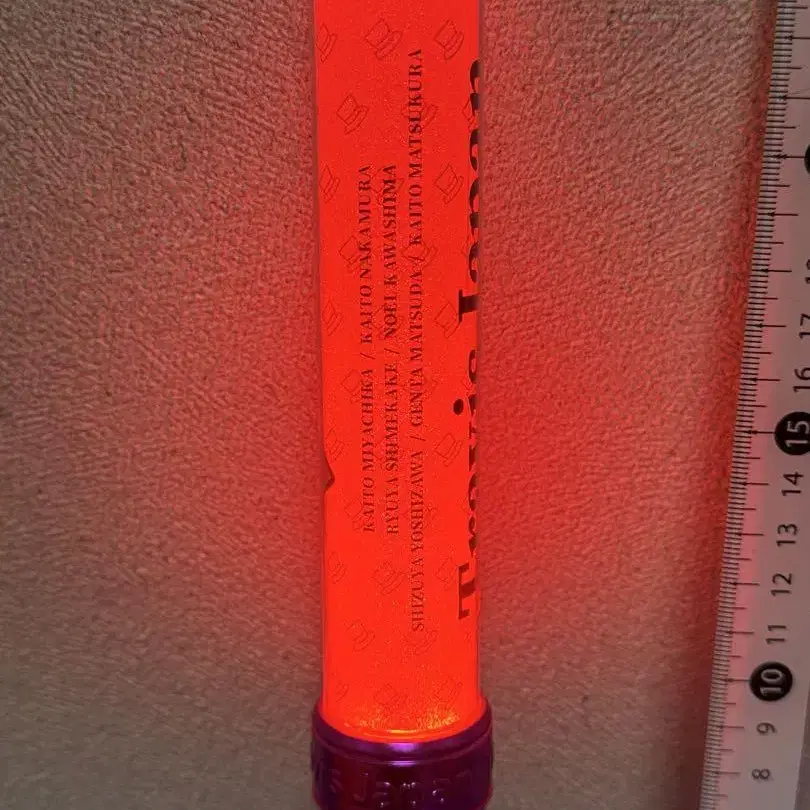 KAITO MIYACHIKA / KAITO NAKAMURA
RYUYA SHIMEKAKE / NOEL KAWASHIMA
SHIZUYA YOSHIZAWA / GENTA MATSUDA / KAITO MATSUKURA
Travis Japan
17
16
15
14
13
12
11
10
9
8
Japan